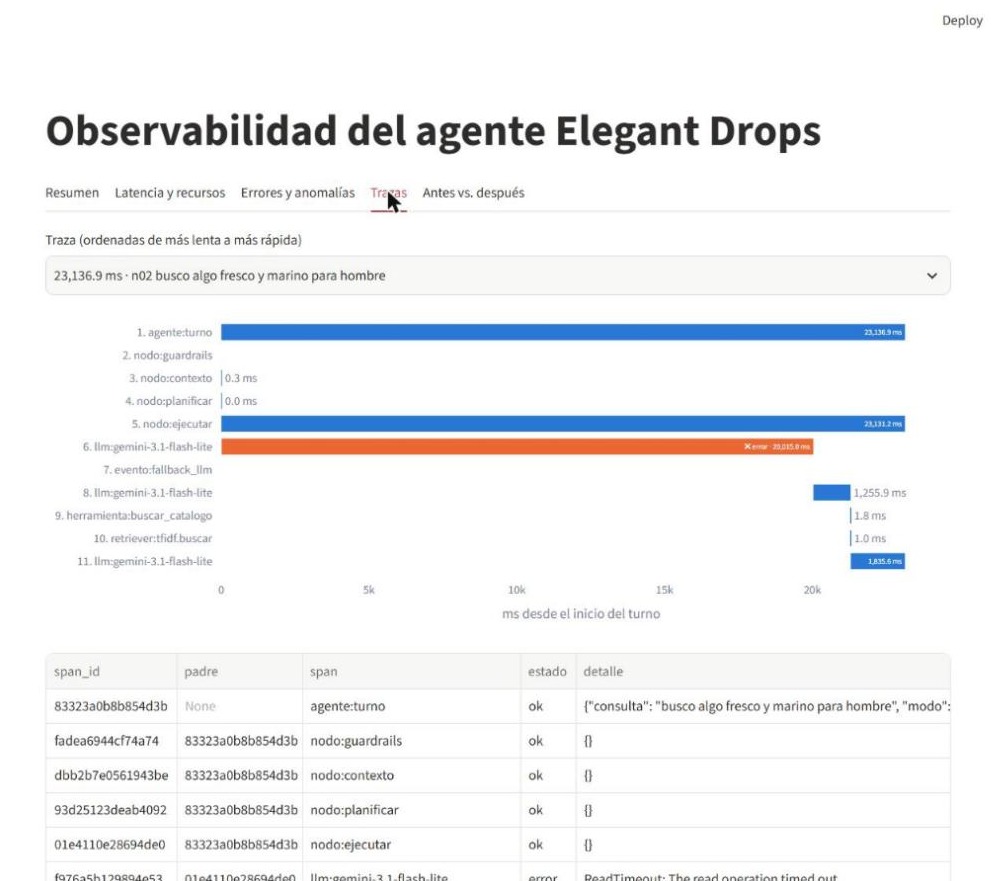 Deploy
Observabilidad del agente Elegant Drops
Resumen Latencia y recursos Errores y anomalías Trazas Antes vs. después
Traza (ordenadas de más lenta a más rápida)
23,136.9 ms · n02 busco algo fresco y marino para hombre
1. agente:turno 23,136.9 ms
2. nodo:guardrails
3. nodo:contexto 0.3 ms
4. nodo:planificar 0.0 ms
5. nodo:ejecutar 23,131.2 ms
6. llm:gemini-3.1-flash-lite error
7. evento:fallback_llm
8. llm:gemini-3.1-flash-lite 1,255.9 ms
9. herramienta:buscar_catalogo 1.8 ms
10. retriever:tfidf.buscar 1.0 ms
11. llm:gemini-3.1-flash-lite 1,835.6 ms
0 5k 10k 15k 20k
ms desde el inicio del turno
span_id padre span estado detalle
83323a0b8b854d3b None agente:turno ok {"consulta": "busco algo fresco y marino para hombre", "modo":
fadea6944cf74a74 83323a0b8b854d3b nodo:guardrails ok {}
dbb2b7e0561943be 83323a0b8b854d3b nodo:contexto ok {}
93d25123deab4092 83323a0b8b854d3b nodo:planificar ok {}
01e4110e28694de0 83323a0b8b854d3b nodo:ejecutar ok {}
f976a5b129894e53 01e4110e28694de0 llm:gemini-3.1-flash-lite error ReadTimeout: The read operation timed out